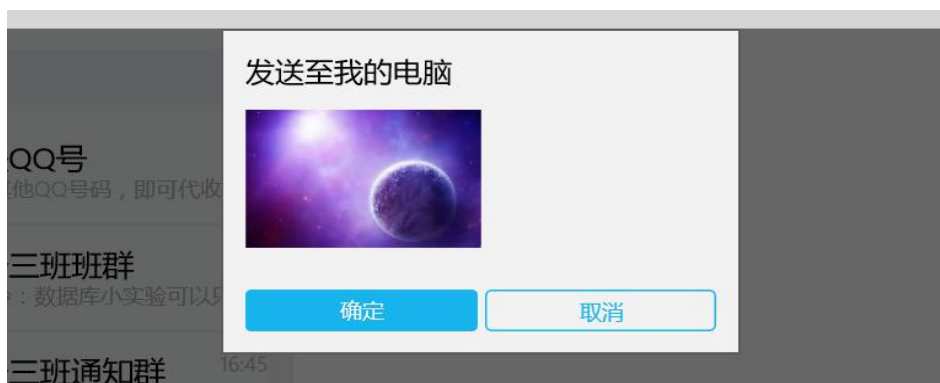 发送至我的电脑
QQ号
他QQ号码，即可代收
三班班群
：数据库小实验可以
确定
取消
三班通知群
16:45